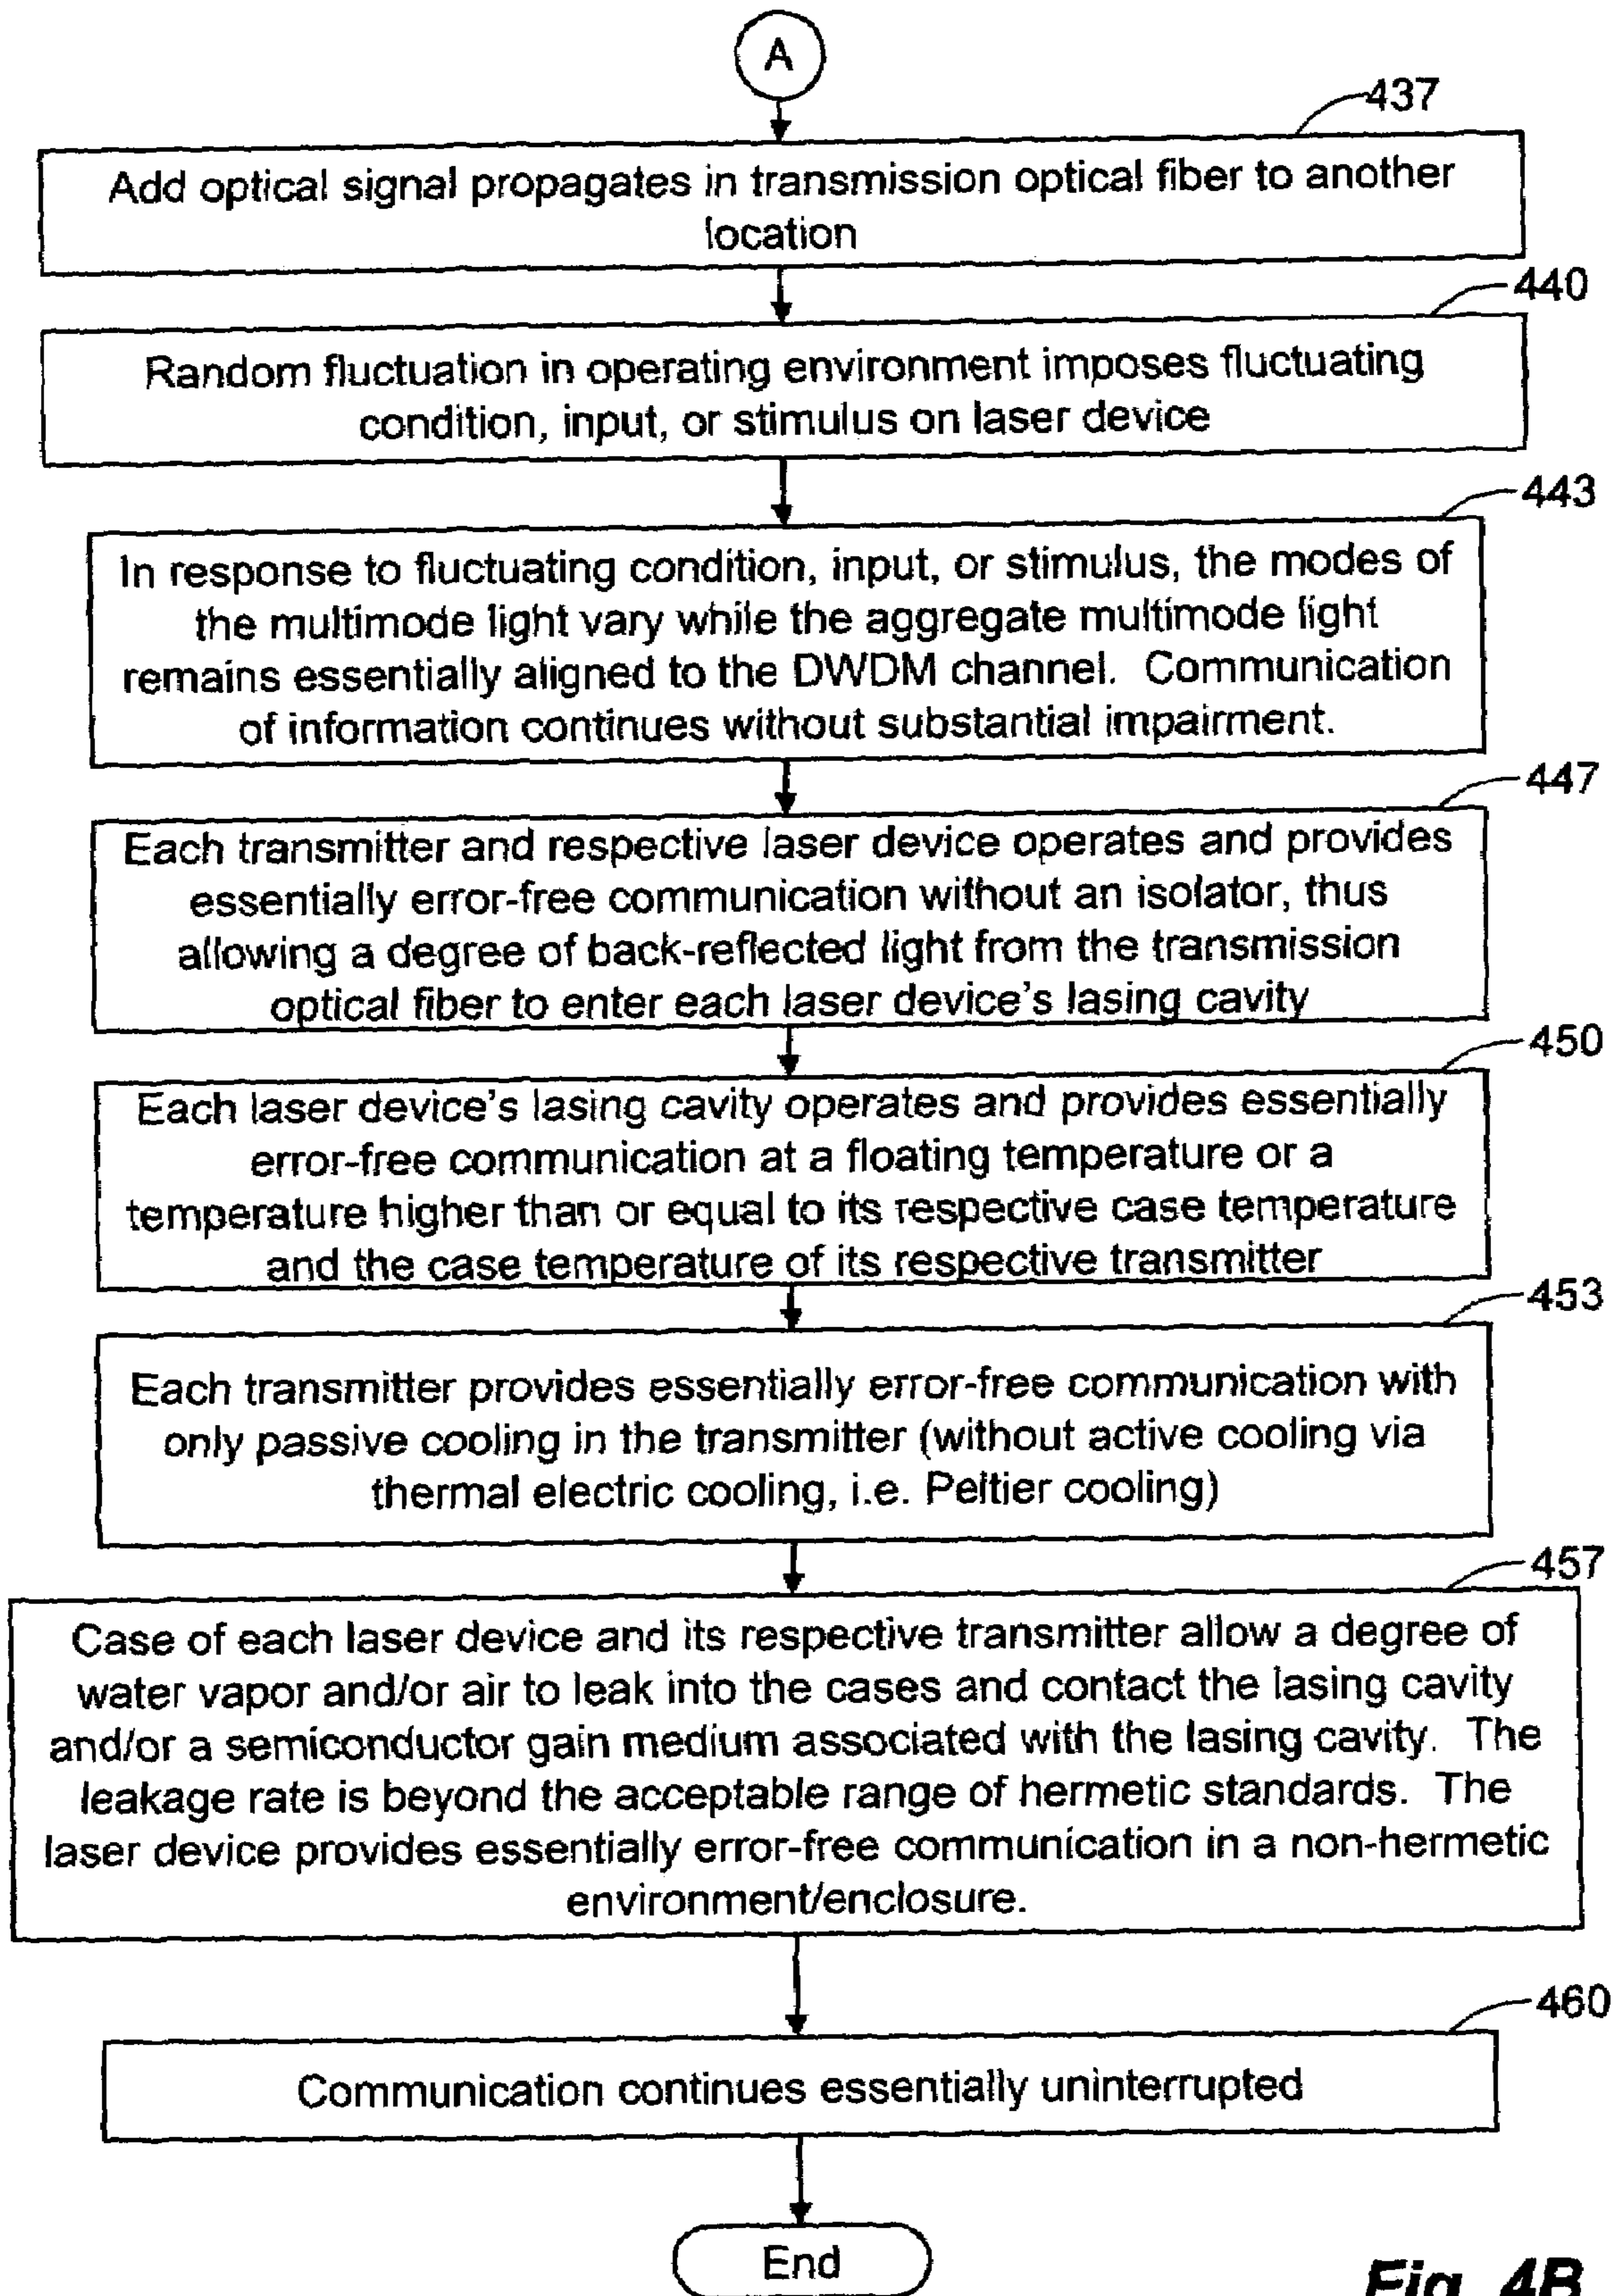 A
437
Add optical signal propagates in transmission optical fiber to another
location
440
Random fluctuation in operating environment imposes fluctuating
condition, input, or stimulus on laser device
443
In response to fluctuating condition, input, or stimulus, the modes of
the multimode light vary while the aggregate multimode light
remains essentially aligned to the DWDM channel. Communication
of information continues without substantial impairment.
447
Each transmitter and respective laser device operates and provides
essentially error-free communication without an isolator, thus
allowing a degree of back-reflected light from the transmission
optical fiber to enter each laser device's lasing cavity
450
Each laser device's lasing cavity operates and provides essentially
error-free communication at a floating temperature or a
temperature higher than or equal to its respective case temperature
and the case temperature of its respective transmitter
453
Each transmitter provides essentially error-free communication with
only passive cooling in the transmitter (without active cooling via
thermal electric cooling, i.e. Peltier cooling)
457
Case of each laser device and its respective transmitter allow a degree of
water vapor and/or air to leak into the cases and contact the lasing cavity
and/or a semiconductor gain medium associated with the lasing cavity. The
leakage rate is beyond the acceptable range of hermetic standards. The
laser device provides essentially error-free communication in a non-hermetic
environment/enclosure.
460
Communication continues essentially uninterrupted
End
Fig. 4B